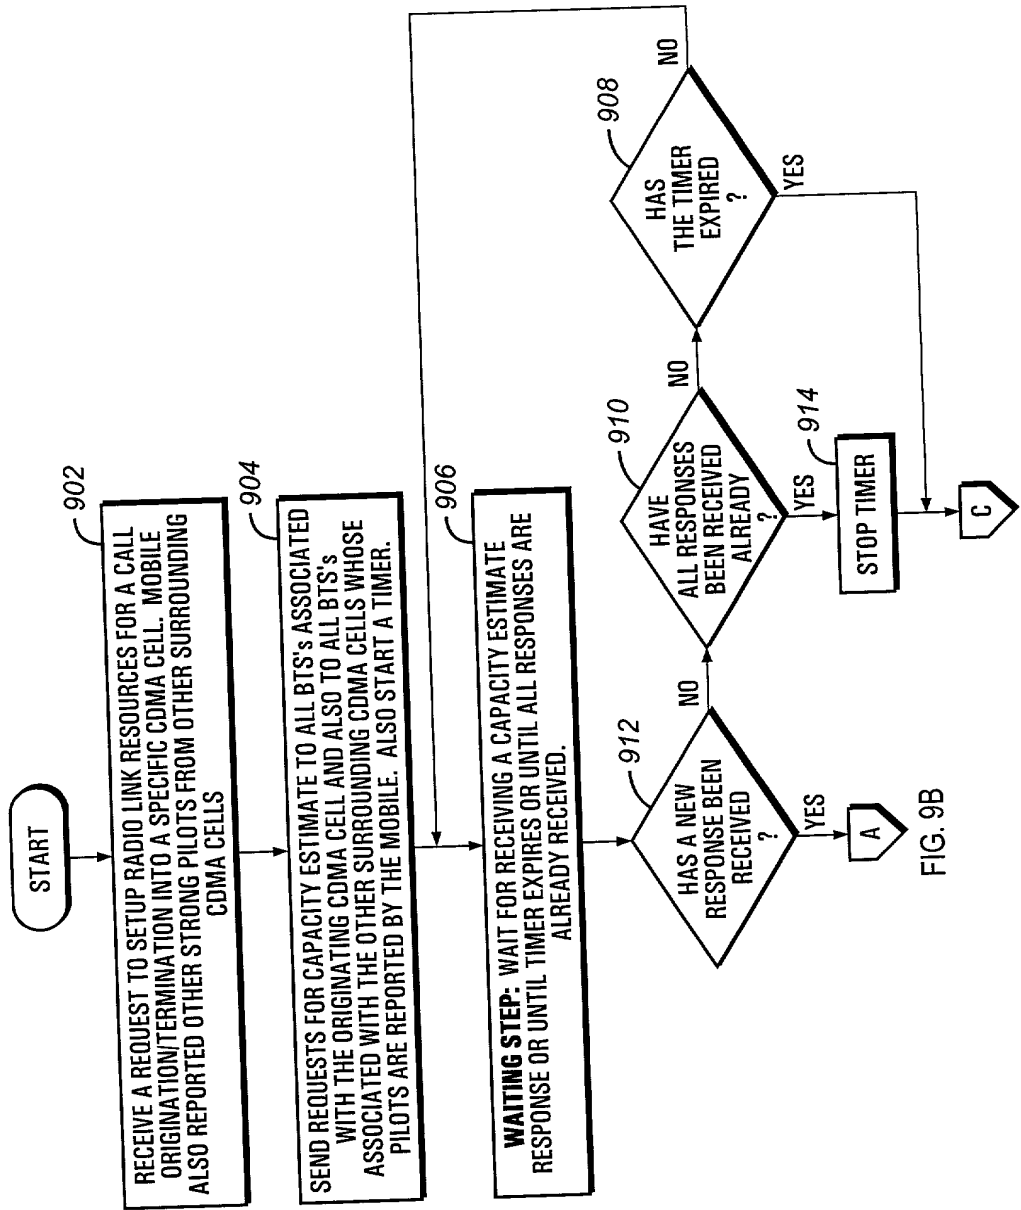 START
902
RECEIVE A REQUEST TO SETUP RADIO LINK RESOURCES FOR A CALL
ORIGINATION/TERMINATION INTO A SPECIFIC CDMA CELL. MOBILE
ALSO REPORTED OTHER STRONG PILOTS FROM OTHER SURROUNDING
CDMA CELLS
904
SEND REQUESTS FOR CAPACITY ESTIMATE TO ALL BTS's ASSOCIATED
WITH THE ORIGINATING CDMA CELL AND ALSO TO ALL BTS's
ASSOCIATED WITH THE OTHER SURROUNDING CDMA CELLS WHOSE
PILOTS ARE REPORTED BY THE MOBILE. ALSO START A TIMER.
906
WAITING STEP: WAIT FOR RECEIVING A CAPACITY ESTIMATE
RESPONSE OR UNTIL TIMER EXPIRES OR UNTIL ALL RESPONSES ARE
ALREADY RECEIVED.
912
HAS A NEW
RESPONSE BEEN
RECEIVED
?
NO
YES
A
910
HAVE
ALL RESPONSES
BEEN RECEIVED
ALREADY
?
NO
YES
914
STOP TIMER
908
HAS
THE TIMER
EXPIRED
?
NO
YES
C
FIG. 9B